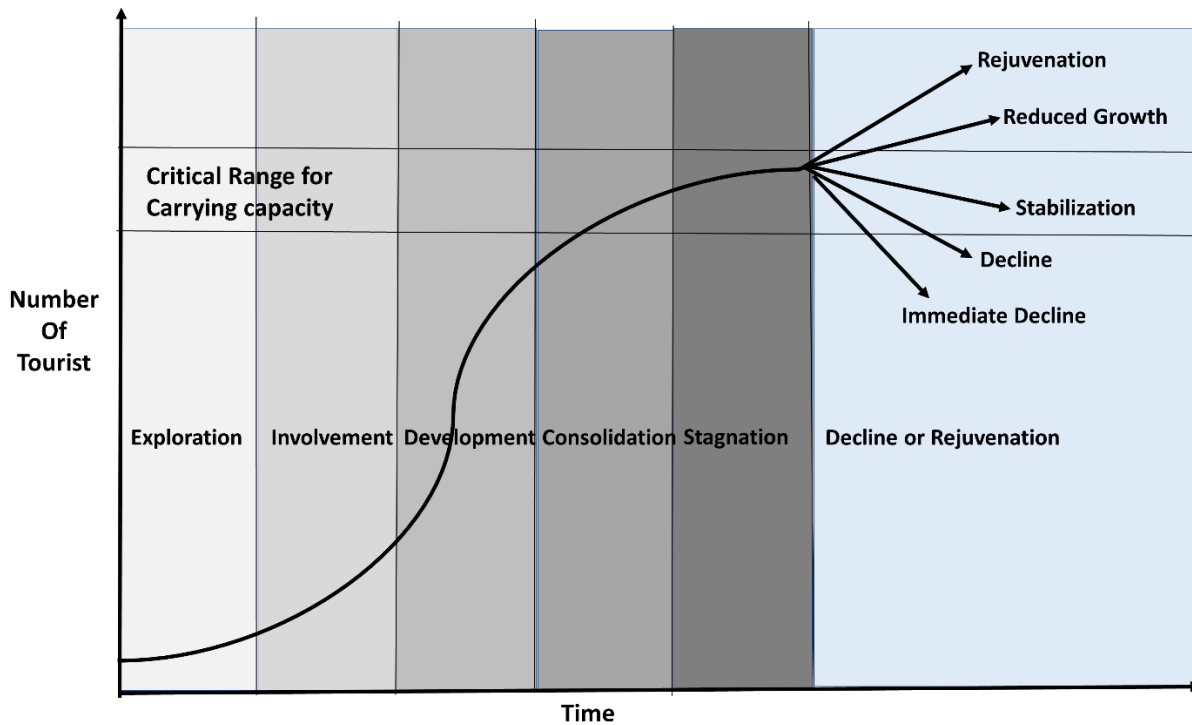 Rejuvenation
Reduced Growth
Critical Range for
Carrying capacity
Stabilization
Decline
Immediate Decline
Number
Of
Tourist
Exploration
Involvement
Development
Consolidation
Stagnation
Decline or Rejuvenation
Time